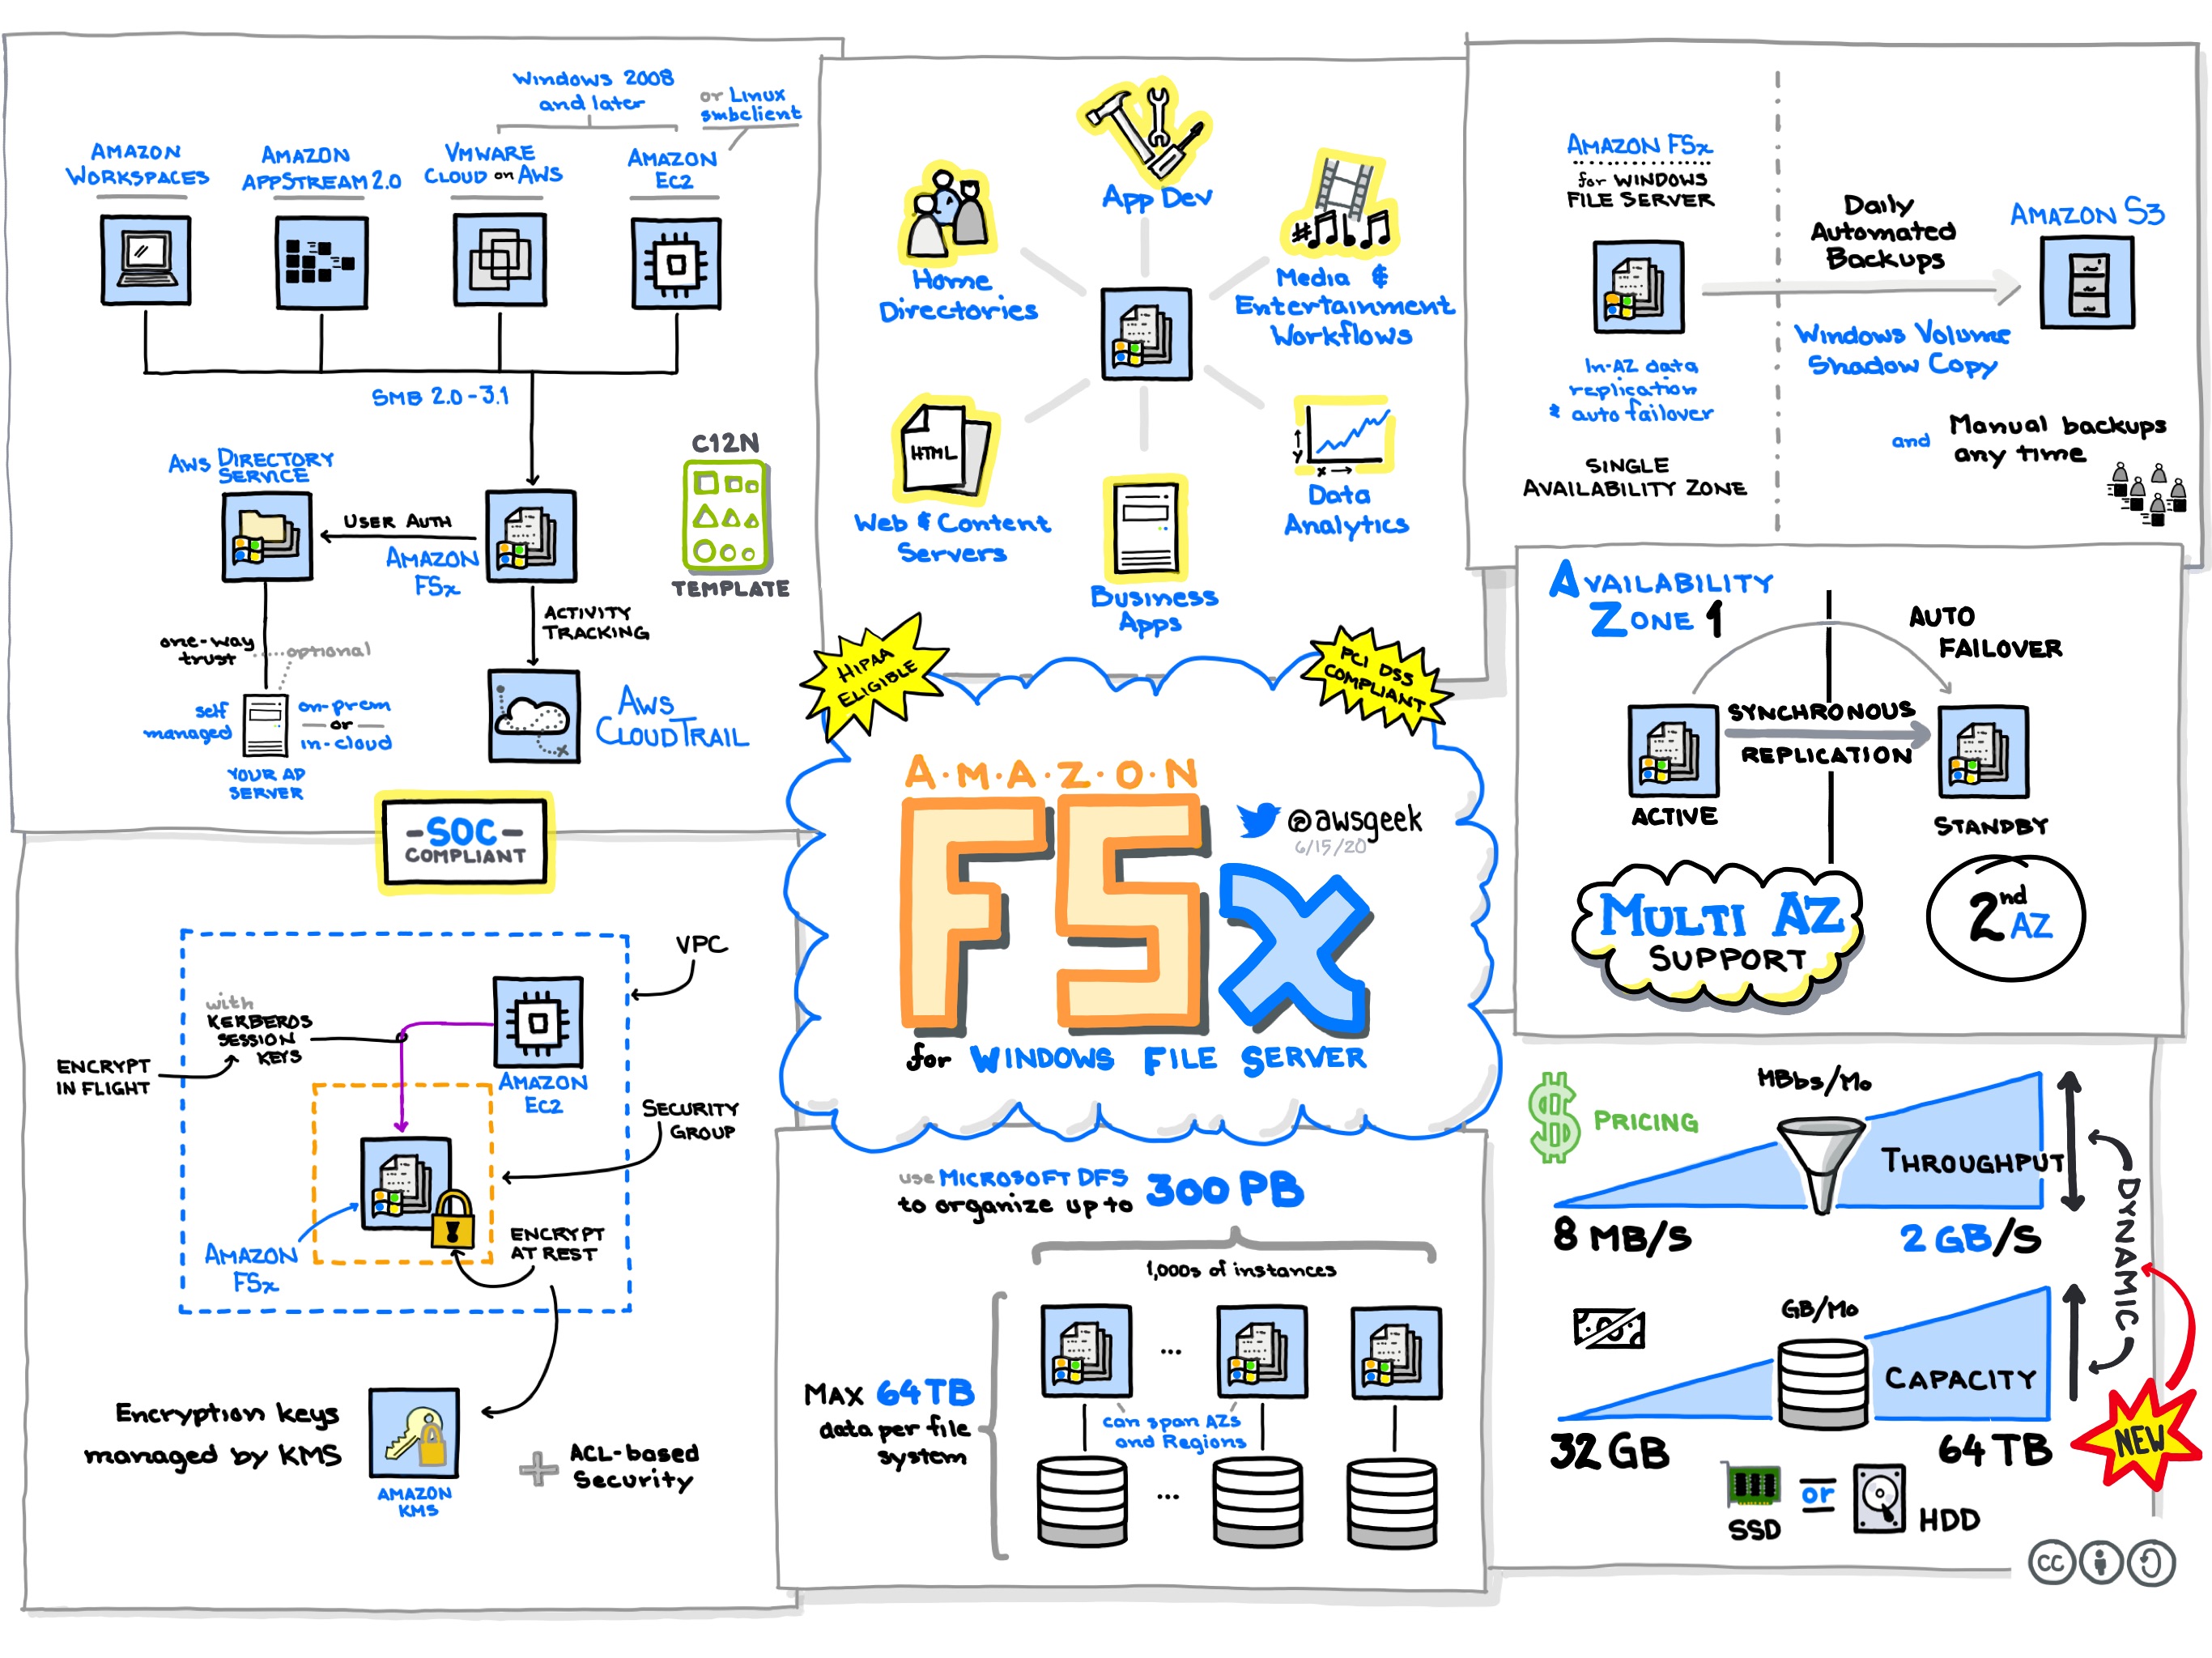 Windows 2008
and later
or Linux
smbclient
AMAZON
WORKSPACES
AMAZON
APPSTREAM 2.0
VMWARE
CLOUD on AWS
AMAZON
EC2
SMB 2.0-3.1
AWS DIRECTORY
SERVICE
USER AUTH
AMAZON
FSx
C12N
TEMPLATE
ACTIVITY
TRACKING
one-way
trust
optional
self
managed
on-prem
or
in-cloud
YOUR AD
SERVER
AWS
CLOUDTRAIL
-SOC-
COMPLIANT
App Dev
Home
Directories
Media &
Entertainment
Workflows
HTML
Web & Content
Servers
Business
Apps
Y
X
Data
Analytics
AMAZON FSx
for WINDOWS
FILE SERVER
In-AZ data
replication
& auto failover
SINGLE
AVAILABILITY ZONE
Daily
Automated
Backups
AMAZON S3
Windows Volume
Shadow Copy
and Manual backups
any time
HIPAA
ELIGIBLE
PCI DSS
COMPLIANT
A·M·A·Z·O·N
FSx
@awsgeek
6/15/20
for WINDOWS FILE SERVER
AVAILABILITY
ZONE 1
AUTO
FAILOVER
SYNCHRONOUS
REPLICATION
ACTIVE
STANDBY
MULTI AZ
SUPPORT
2nd
AZ
VPC
with
KERBEROS
SESSION
KEYS
ENCRYPT
IN FLIGHT
AMAZON
EC2
SECURITY
GROUP
ENCRYPT
AT REST
AMAZON
FSx
Encryption keys
managed by KMS
AMAZON
KMS
+ ACL-based
Security
use MICROSOFT DFS
to organize up to 300 PB
1,000s of instances
...
MAX 64TB
data per file
system
can span AZs
and Regions
...
$ PRICING
MBps/Mo
THROUGHPUT
8 MB/S
2 GB/S
DYNAMIC
GB/Mo
CAPACITY
32 GB
64 TB
NEW
SSD
or
HDD
CC